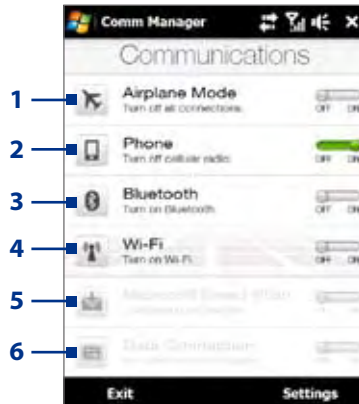 Comm Manager
Communications
1
Airplane Mode
Turn off all connections.
OFF ON
2
Phone
Turn off cellular radio.
OFF ON
3
Bluetooth
Turn on Bluetooth
OFF ON
4
Wi-Fi
Turn on Wi-Fi
OFF ON
5
Microsoft Direct Push
6
Data Connection
Exit
Settings